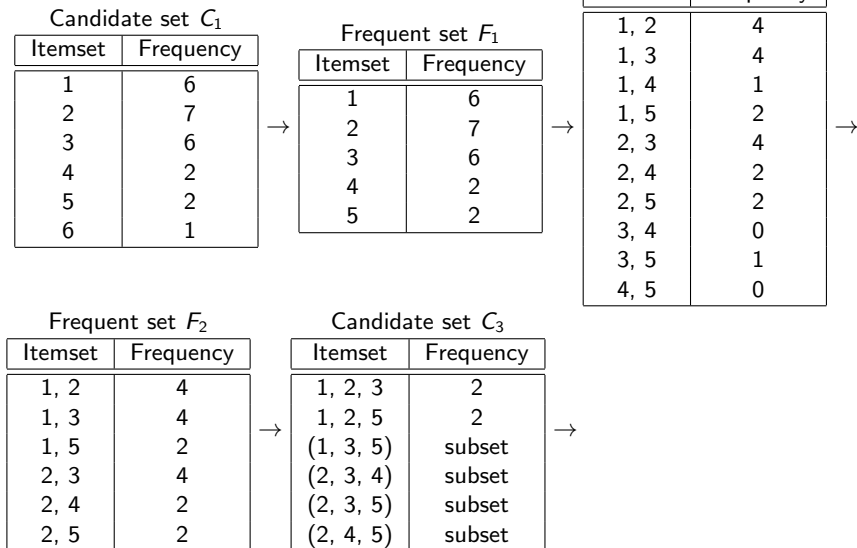 Candidate set C₁
Itemset Frequency
1 6
2 7
3 6
4 2
5 2
6 1
→
Frequent set F₁
Itemset Frequency
1 6
2 7
3 6
4 2
5 2
→
1, 2 4
1, 3 4
1, 4 1
1, 5 2
2, 3 4
2, 4 2
2, 5 2
3, 4 0
3, 5 1
4, 5 0
→
Frequent set F₂
Itemset Frequency
1, 2 4
1, 3 4
1, 5 2
2, 3 4
2, 4 2
2, 5 2
→
Candidate set C₃
Itemset Frequency
1, 2, 3 2
1, 2, 5 2
(1, 3, 5) subset
(2, 3, 4) subset
(2, 3, 5) subset
(2, 4, 5) subset
→